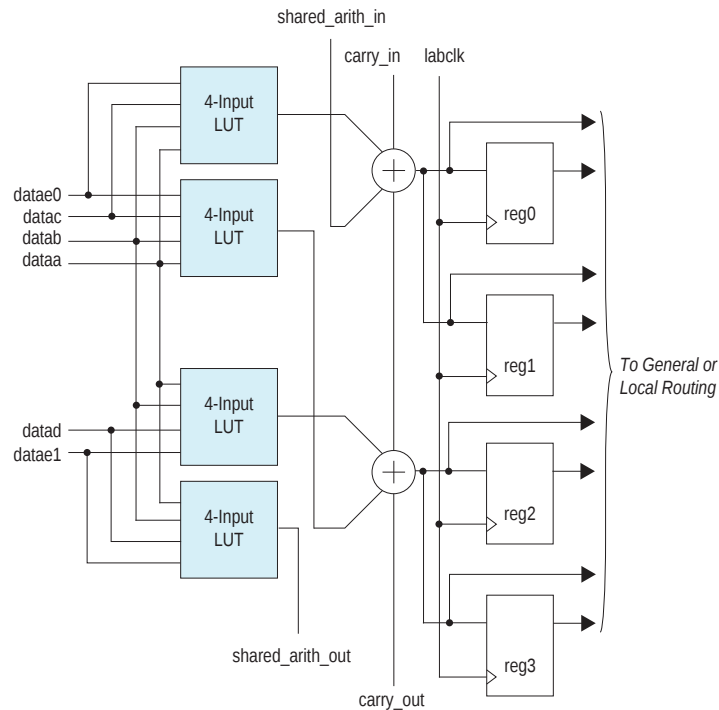 shared_arith_in
carry_in
labclk
4-Input
LUT
datae0
datac
datab
dataa
4-Input
LUT
reg0
reg1
To General or
Local Routing
4-Input
LUT
datad
datae1
4-Input
LUT
reg2
reg3
shared_arith_out
carry_out